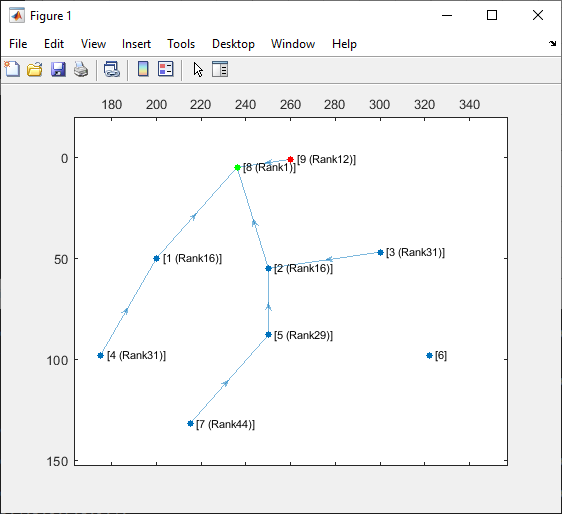 Figure 1
File Edit View Insert Tools Desktop Window Help
180 200 220 240 260 280 300 320 340
0
[9 (Rank12)]
[8 (Rank1)]
50
[3 (Rank31)]
[1 (Rank16)]
[2 (Rank16)]
[5 (Rank29)]
100
[4 (Rank31)]
[6]
[7 (Rank44)]
150